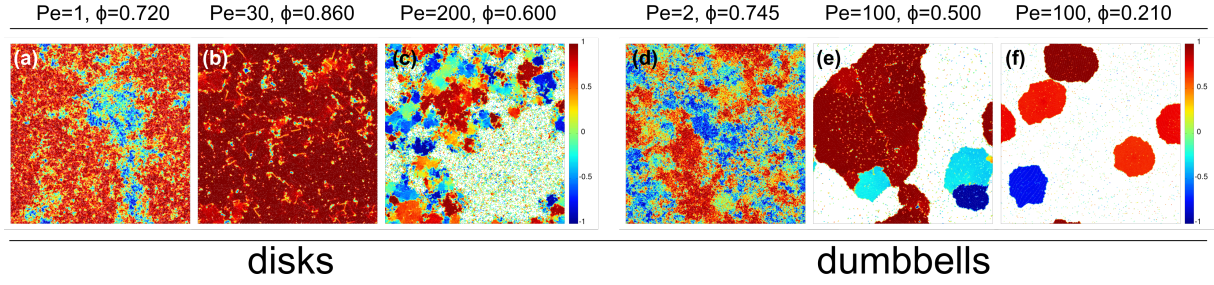 Pe=1, ϕ=0.720 Pe=30, ϕ=0.860 Pe=200, ϕ=0.600 Pe=2, ϕ=0.745 Pe=100, ϕ=0.500 Pe=100, ϕ=0.210
(a) (b) (c) (d) (e) (f)
1 1
0.5 0.5
0 0
-0.5 -0.5
-1 -1
disks dumbbells